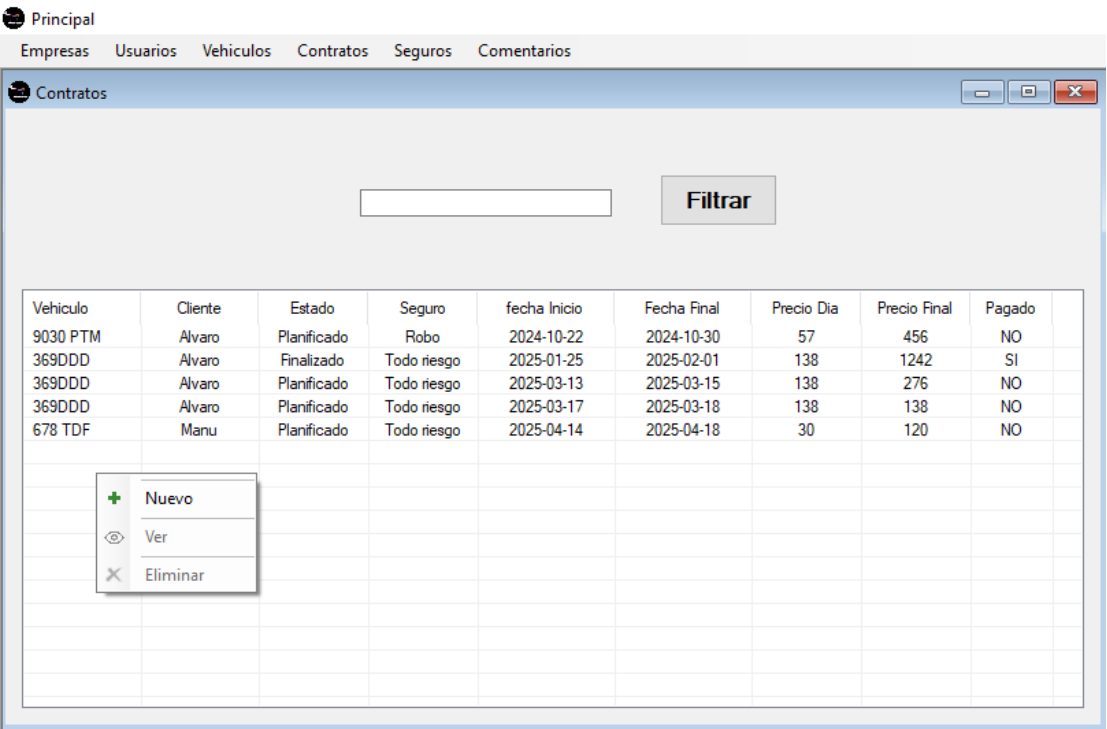 Principal
Empresas Usuarios Vehiculos Contratos Seguros Comentarios
Contratos
Filtrar
Vehiculo Cliente Estado Seguro fecha Inicio Fecha Final Precio Dia Precio Final Pagado
9030 PTM Alvaro Planificado Robo 2024-10-22 2024-10-30 57 456 NO
369DDD Alvaro Finalizado Todo riesgo 2025-01-25 2025-02-01 138 1242 SI
369DDD Alvaro Planificado Todo riesgo 2025-03-13 2025-03-15 138 276 NO
369DDD Alvaro Planificado Todo riesgo 2025-03-17 2025-03-18 138 138 NO
678 TDF Manu Planificado Todo riesgo 2025-04-14 2025-04-18 30 120 NO
Nuevo
Ver
Eliminar